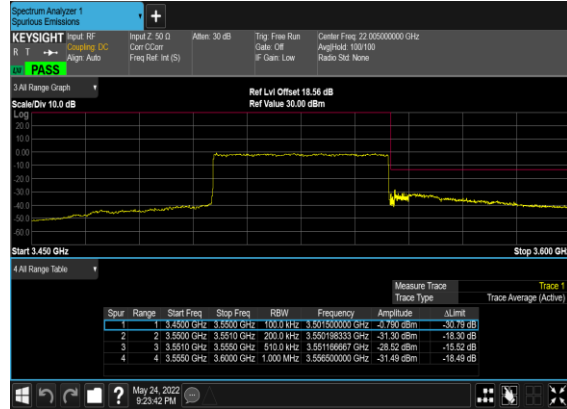 Spectrum Analyzer 1
Spurious Emissions
+
KEYSIGHT Input: RF Input Z: 50 Ω Atten: 30 dB Trig: Free Run Center Freq: 22.005000000 GHz
R T Coupling: DC Corr CCorr Gate: Off Avg|Hold: 100/100
Align: Auto Freq Ref: Int (S) IF Gain: Low Radio Std: None
PASS
3 All Range Graph
Ref Lvl Offset 18.56 dB
Scale/Div 10.0 dB Ref Value 30.00 dBm
Log
20.0
10.0
0.00
-10.0
-20.0
-30.0
-40.0
-50.0
-60.0
Start 3.450 GHz Stop 3.600 GH
4 All Range Table
Measure Trace Trace 1
Trace Type Trace Average (Active)
Spur Range Start Freq Stop Freq RBW Frequency Amplitude ΔLimit
1 1 3.4500 GHz 3.5500 GHz 100.0 kHz 3.501500000 GHz -0.790 dBm -30.79 dB
2 2 3.5500 GHz 3.5510 GHz 200.0 kHz 3.550198333 GHz -31.30 dBm -18.30 dB
3 3 3.5510 GHz 3.5550 GHz 510.0 kHz 3.551166667 GHz -28.52 dBm -15.52 dB
4 4 3.5550 GHz 3.6000 GHz 1.000 MHz 3.556500000 GHz -31.49 dBm -18.49 dB
?
May 24, 2022
9:23:42 PM